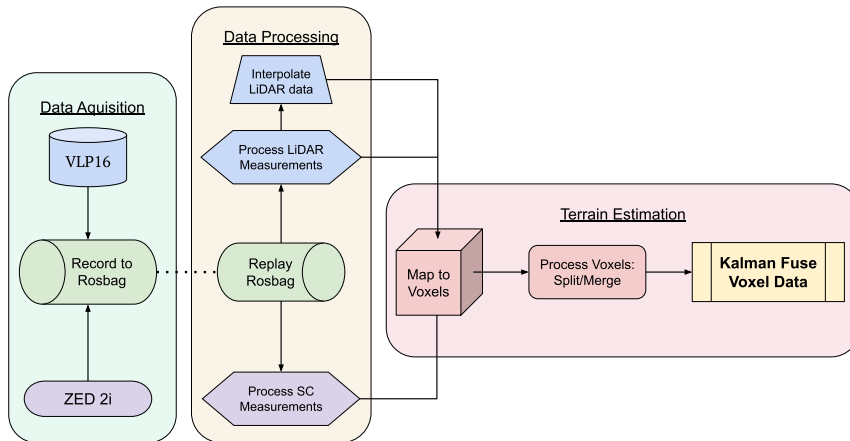 Data Aquisition
VLP16
Record to
Rosbag
ZED 2i
Data Processing
Interpolate
LiDAR data
Process LiDAR
Measurements
Replay
Rosbag
Process SC
Measurements
Terrain Estimation
Map to
Voxels
Process Voxels:
Split/Merge
Kalman Fuse
Voxel Data